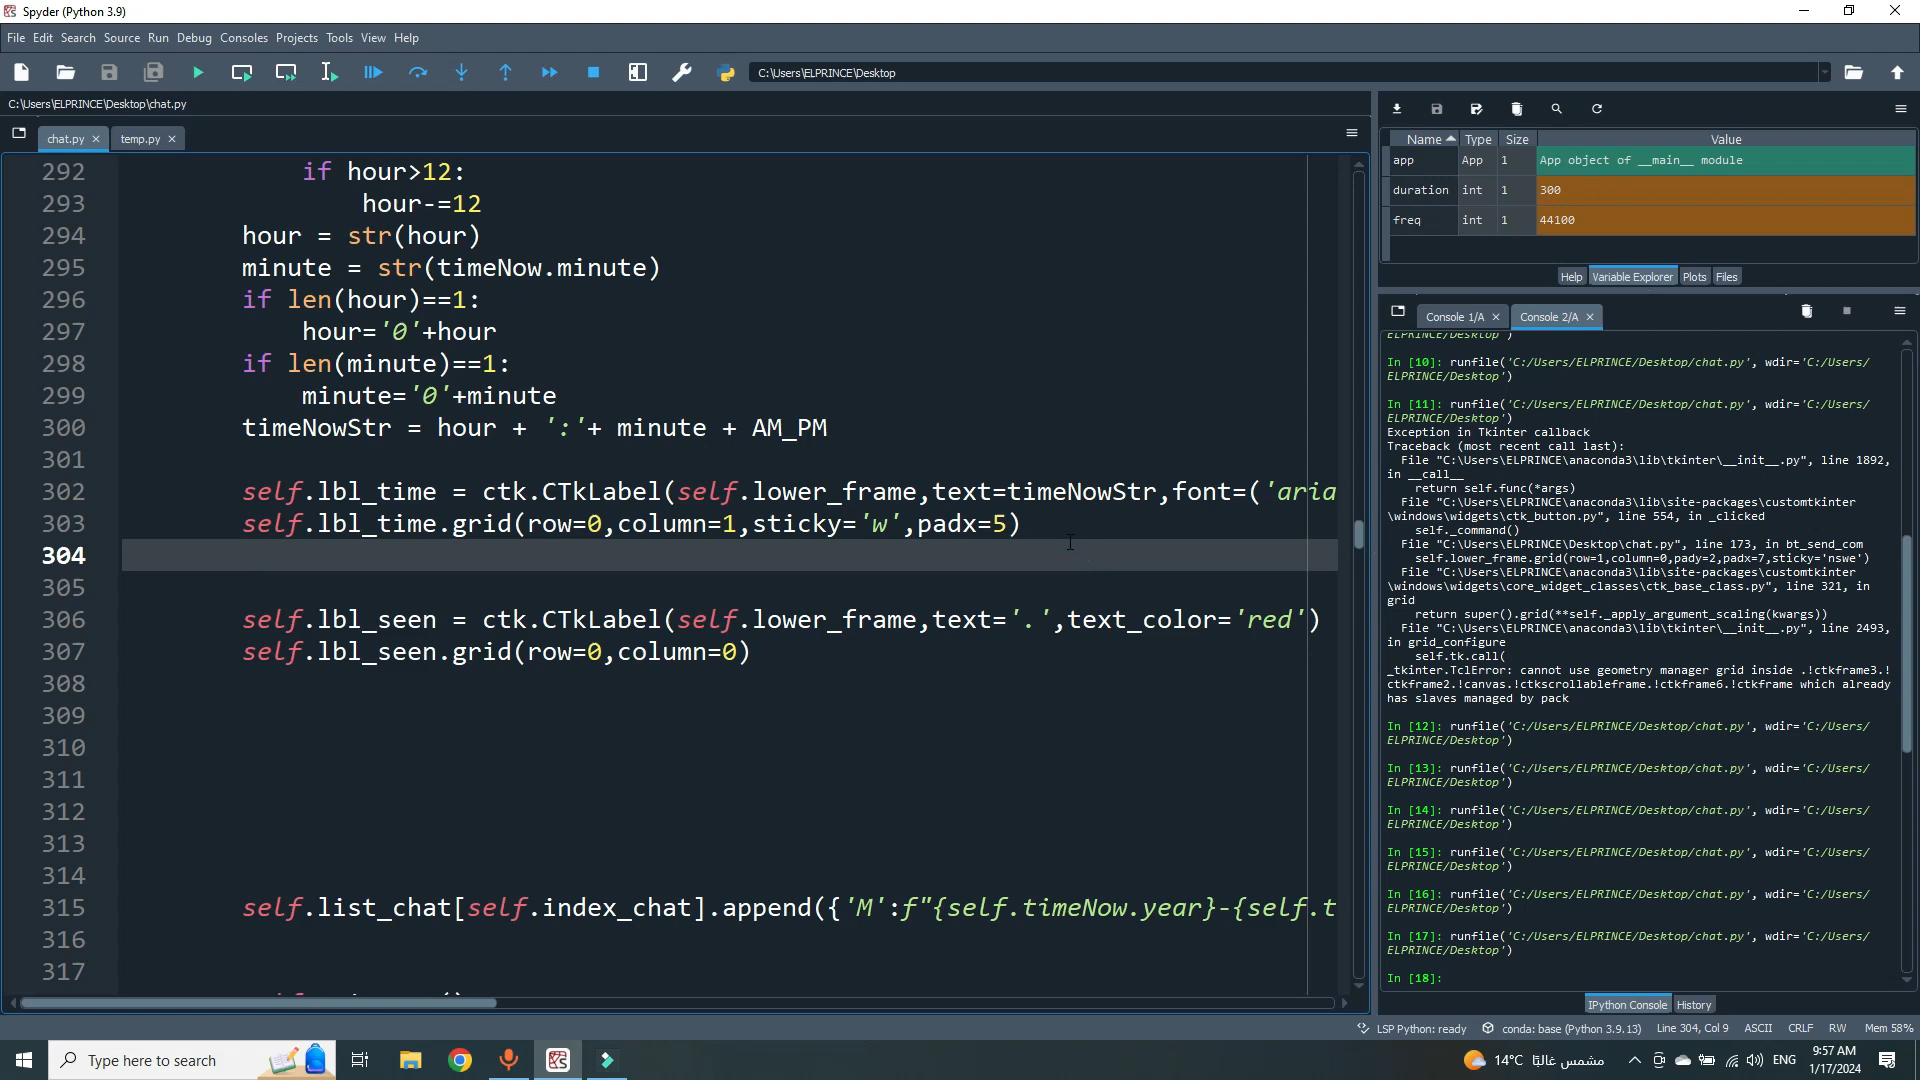 Spyder (Python 3.9)
File Edit Search Source Run Debug Consoles Projects Tools View Help
C:\Users\ELPRINCE\Desktop
C:\Users\ELPRINCE\Desktop\chat.py
chat.py temp.py
292 if hour>12:
293 hour-=12
294 hour = str(hour)
295 minute = str(timeNow.minute)
296 if len(hour)==1:
297 hour='0'+hour
298 if len(minute)==1:
299 minute='0'+minute
300 timeNowStr = hour + ':'+ minute + AM_PM
301
302 self.lbl_time = ctk.CTkLabel(self.lower_frame,text=timeNowStr,font=('aria
303 self.lbl_time.grid(row=0,column=1,sticky='w',padx=5)
304
305
306 self.lbl_seen = ctk.CTkLabel(self.lower_frame,text='.',text_color='red')
307 self.lbl_seen.grid(row=0,column=0)
308
309
310
311
312
313
314
315 self.list_chat[self.index_chat].append({'M':f"{self.timeNow.year}-{self.t
316
317
Name Type Size Value
app App 1 App object of __main__ module
duration int 1 300
freq int 1 44100
Help Variable Explorer Plots Files
Console 1/A Console 2/A
ELPRINCE/Desktop')
In [10]: runfile('C:/Users/ELPRINCE/Desktop/chat.py', wdir='C:/Users/
ELPRINCE/Desktop')
In [11]: runfile('C:/Users/ELPRINCE/Desktop/chat.py', wdir='C:/Users/
ELPRINCE/Desktop')
Exception in Tkinter callback
Traceback (most recent call last):
File "C:\Users\ELPRINCE\anaconda3\lib\tkinter\__init__.py", line 1892,
in __call__
return self.func(*args)
File "C:\Users\ELPRINCE\anaconda3\lib\site-packages\customtkinter
\windows\widgets\ctk_button.py", line 554, in _clicked
self._command()
File "C:\Users\ELPRINCE\Desktop\chat.py", line 173, in bt_send_com
self.lower_frame.grid(row=1,column=0,pady=2,padx=7,sticky='nswe')
File "C:\Users\ELPRINCE\anaconda3\lib\site-packages\customtkinter
\windows\widgets\core_widget_classes\ctk_base_class.py", line 321, in
grid
return super().grid(**self._apply_argument_scaling(kwargs))
File "C:\Users\ELPRINCE\anaconda3\lib\tkinter\__init__.py", line 2493,
in grid_configure
self.tk.call(
_tkinter.TclError: cannot use geometry manager grid inside .!ctkframe3.!
ctkframe2.!canvas.!ctkscrollableframe.!ctkframe6.!ctkframe which already
has slaves managed by pack
In [12]: runfile('C:/Users/ELPRINCE/Desktop/chat.py', wdir='C:/Users/
ELPRINCE/Desktop')
In [13]: runfile('C:/Users/ELPRINCE/Desktop/chat.py', wdir='C:/Users/
ELPRINCE/Desktop')
In [14]: runfile('C:/Users/ELPRINCE/Desktop/chat.py', wdir='C:/Users/
ELPRINCE/Desktop')
In [15]: runfile('C:/Users/ELPRINCE/Desktop/chat.py', wdir='C:/Users/
ELPRINCE/Desktop')
In [16]: runfile('C:/Users/ELPRINCE/Desktop/chat.py', wdir='C:/Users/
ELPRINCE/Desktop')
In [17]: runfile('C:/Users/ELPRINCE/Desktop/chat.py', wdir='C:/Users/
ELPRINCE/Desktop')
In [18]:
IPython Console History
LSP Python: ready conda: base (Python 3.9.13) Line 304, Col 9 ASCII CRLF RW Mem 58%
Type here to search
14°C مشمس غالبًا ENG
9:57 AM
1/17/2024